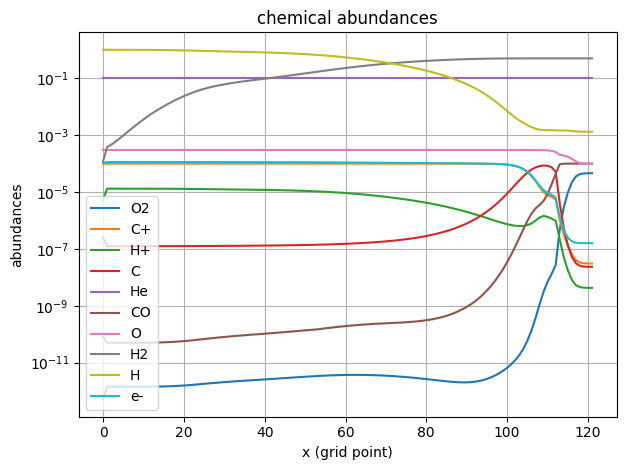 chemical abundances
abundances
10⁻¹
10⁻³
10⁻⁵
10⁻⁷
10⁻⁹
10⁻¹¹
O2
C+
H+
C
He
CO
O
H2
H
e-
0 20 40 60 80 100 120
x (grid point)